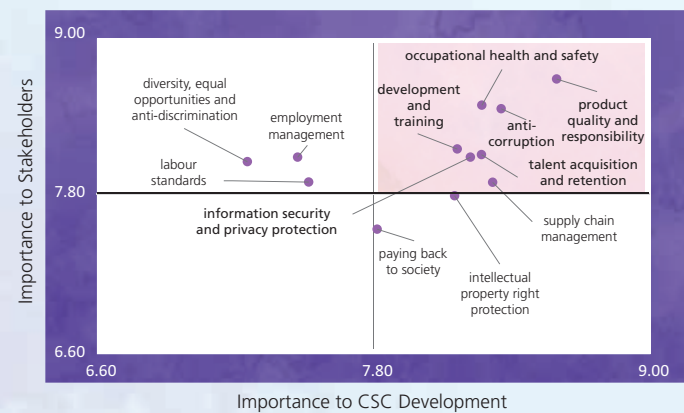 9.00
occupational health and safety
diversity, equal
opportunities and
anti-discrimination
employment
management
development
and
training
anti-
corruption
product
quality and
responsibility
labour
standards
talent acquisition
and retention
7.80
information security
and privacy protection
supply chain
management
paying back
to society
intellectual
property right
protection
6.60
6.60
7.80
9.00
Importance to Stakeholders
Importance to CSC Development